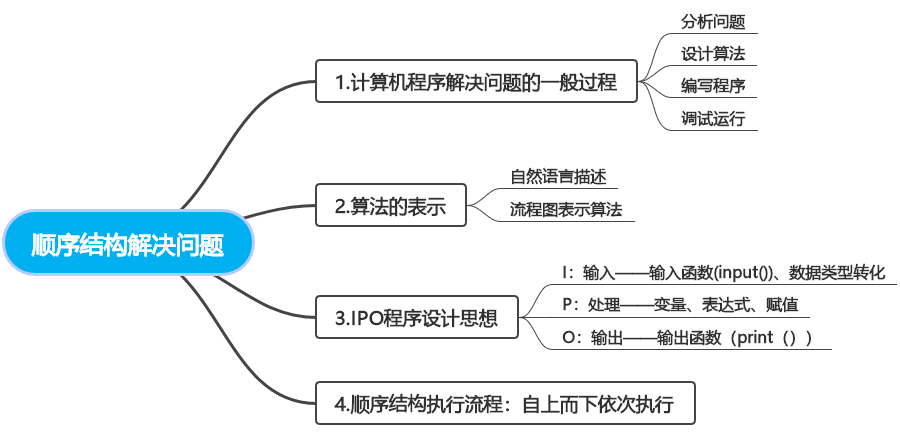 顺序结构解决问题
1.计算机程序解决问题的一般过程
分析问题
设计算法
编写程序
调试运行
2.算法的表示
自然语言描述
流程图表示算法
3.IPO程序设计思想
I：输入——输入函数(input())、数据类型转化
P：处理——变量、表达式、赋值
O：输出——输出函数（print（））
4.顺序结构执行流程：自上而下依次执行